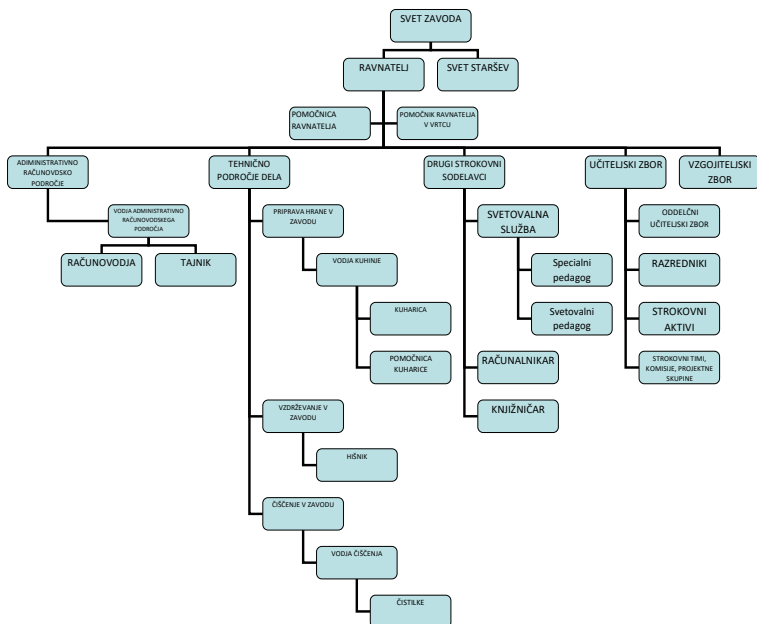 SVET ZAVODA
RAVNATELJ
SVET STARŠEV
POMOČNICA
RAVNATELJA
POMOČNIK RAVNATELJA
V VRTCU
ADIMINISTRATIVNO
RAČUNOVDSKO
PODROČJE
TEHNIČNO
PODROČJE DELA
DRUGI STROKOVNI
SODELAVCI
UČITELJSKI ZBOR
VZGOJITELJSKI
ZBOR
VODJA ADMINISTRATIVNO
RAČUNOVODSKEGA
PODROČJA
RAČUNOVODJA
TAJNIK
PRIPRAVA HRANE V
ZAVODU
VODJA KUHINJE
KUHARICA
POMOČNICA
KUHARICE
VZDRŽEVANJE V
ZAVODU
HIŠNIK
ČIŠČENJE V ZAVODU
VODJA ČIŠČENJA
ČISTILKE
SVETOVALNA
SLUŽBA
Specialni
pedagog
Svetovalni
pedagog
RAČUNALNIKAR
KNJIŽNIČAR
ODDELČNI
UČITELJSKI ZBOR
RAZREDNIKI
STROKOVNI
AKTIVI
STROKOVNI TIMI,
KOMISIJE, PROJEKTNE
SKUPINE